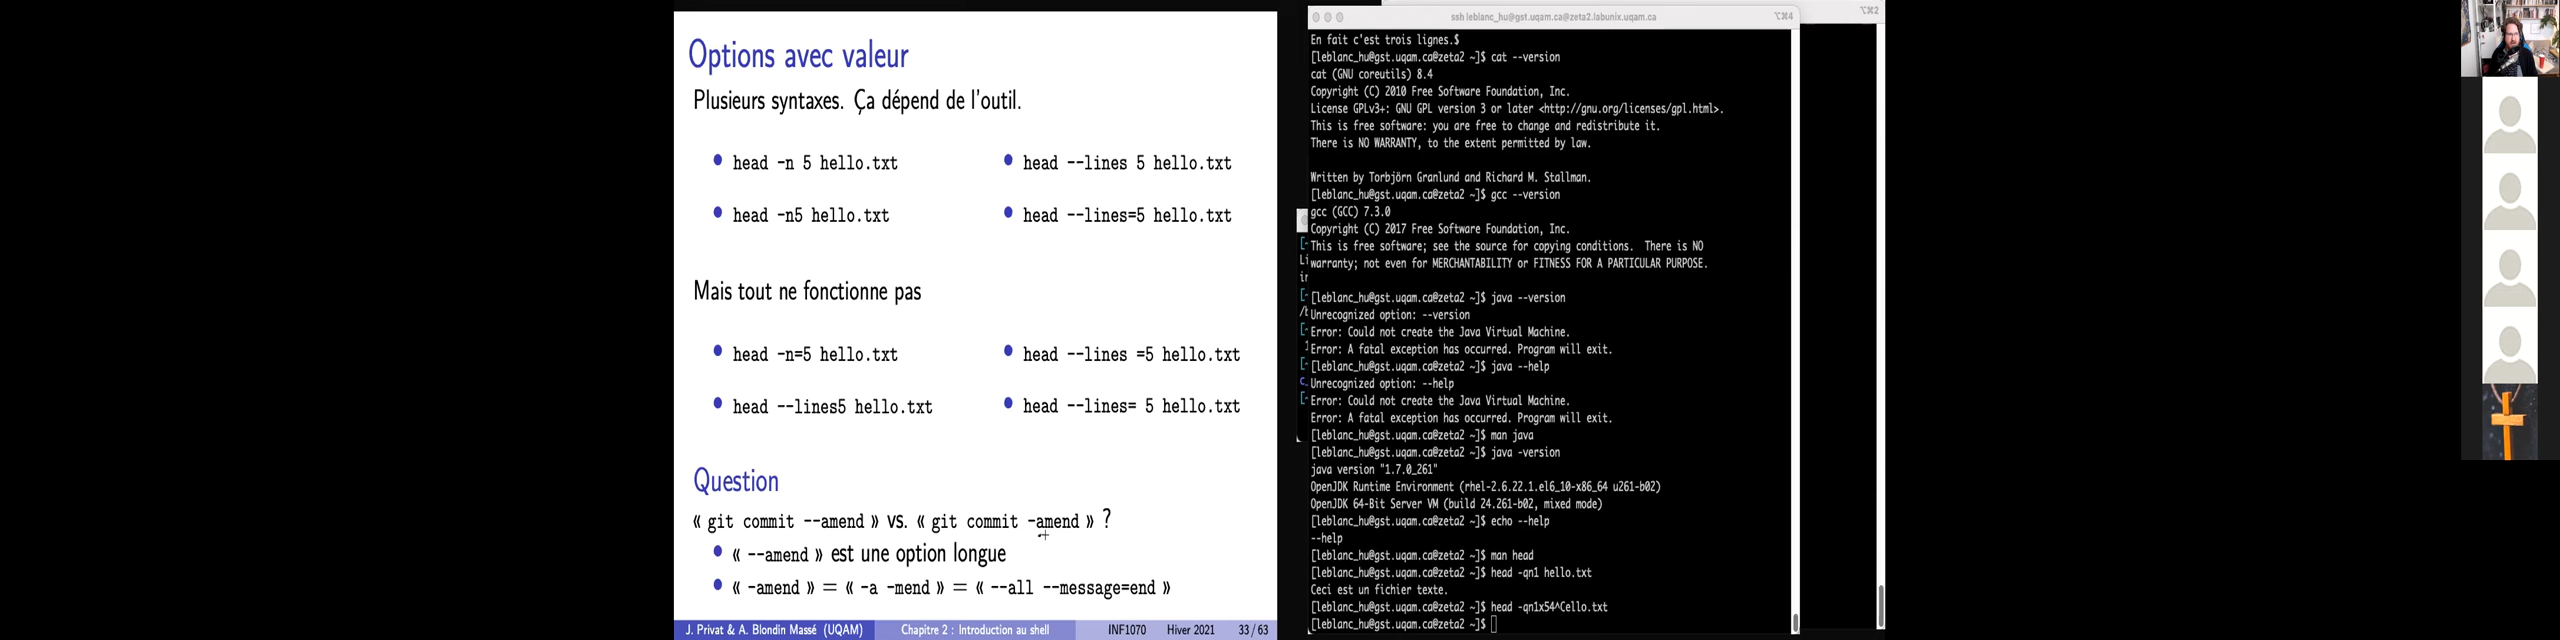 Options avec valeur
Plusieurs syntaxes. Ça dépend de l'outil.
head -n 5 hello.txt
head --lines 5 hello.txt
head -n5 hello.txt
head --lines=5 hello.txt
Mais tout ne fonctionne pas
head -n=5 hello.txt
head --lines =5 hello.txt
head --lines5 hello.txt
head --lines= 5 hello.txt
Question
« git commit --amend » vs. « git commit -amend » ?
« --amend » est une option longue
« -amend » = « -a -mend » = « --all --message=end »
J. Privat & A. Blondin Massé (UQAM) Chapitre 2 : Introduction au shell INF1070 Hiver 2021 33 / 63
ssh leblanc_hu@gst.uqam.ca@zeta2.labunix.uqam.ca ⌥⌘4
⌥⌘2
En fait c'est trois lignes.$
[leblanc_hu@gst.uqam.ca@zeta2 ~]$ cat --version
cat (GNU coreutils) 8.4
Copyright (C) 2010 Free Software Foundation, Inc.
License GPLv3+: GNU GPL version 3 or later <http://gnu.org/licenses/gpl.html>.
This is free software: you are free to change and redistribute it.
There is NO WARRANTY, to the extent permitted by law.
Written by Torbjörn Granlund and Richard M. Stallman.
[leblanc_hu@gst.uqam.ca@zeta2 ~]$ gcc --version
gcc (GCC) 7.3.0
Copyright (C) 2017 Free Software Foundation, Inc.
This is free software; see the source for copying conditions.  There is NO
warranty; not even for MERCHANTABILITY or FITNESS FOR A PARTICULAR PURPOSE.
[leblanc_hu@gst.uqam.ca@zeta2 ~]$ java --version
Unrecognized option: --version
Error: Could not create the Java Virtual Machine.
Error: A fatal exception has occurred. Program will exit.
[leblanc_hu@gst.uqam.ca@zeta2 ~]$ java --help
Unrecognized option: --help
Error: Could not create the Java Virtual Machine.
Error: A fatal exception has occurred. Program will exit.
[leblanc_hu@gst.uqam.ca@zeta2 ~]$ man java
[leblanc_hu@gst.uqam.ca@zeta2 ~]$ java -version
java version "1.7.0_261"
OpenJDK Runtime Environment (rhel-2.6.22.1.el6_10-x86_64 u261-b02)
OpenJDK 64-Bit Server VM (build 24.261-b02, mixed mode)
[leblanc_hu@gst.uqam.ca@zeta2 ~]$ echo --help
--help
[leblanc_hu@gst.uqam.ca@zeta2 ~]$ man head
[leblanc_hu@gst.uqam.ca@zeta2 ~]$ head -qn1 hello.txt
Ceci est un fichier texte.
[leblanc_hu@gst.uqam.ca@zeta2 ~]$ head -qn1x54^Cello.txt
[leblanc_hu@gst.uqam.ca@zeta2 ~]$